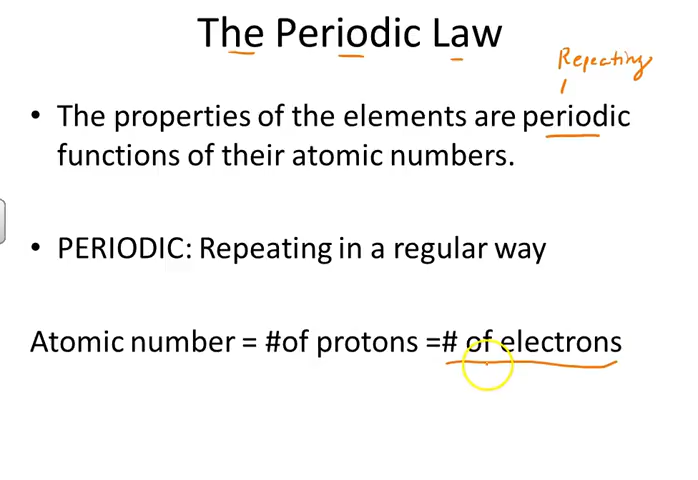 The Periodic Law
Repeating
• The properties of the elements are periodic
functions of their atomic numbers.
• PERIODIC: Repeating in a regular way
Atomic number = #of protons =# of electrons